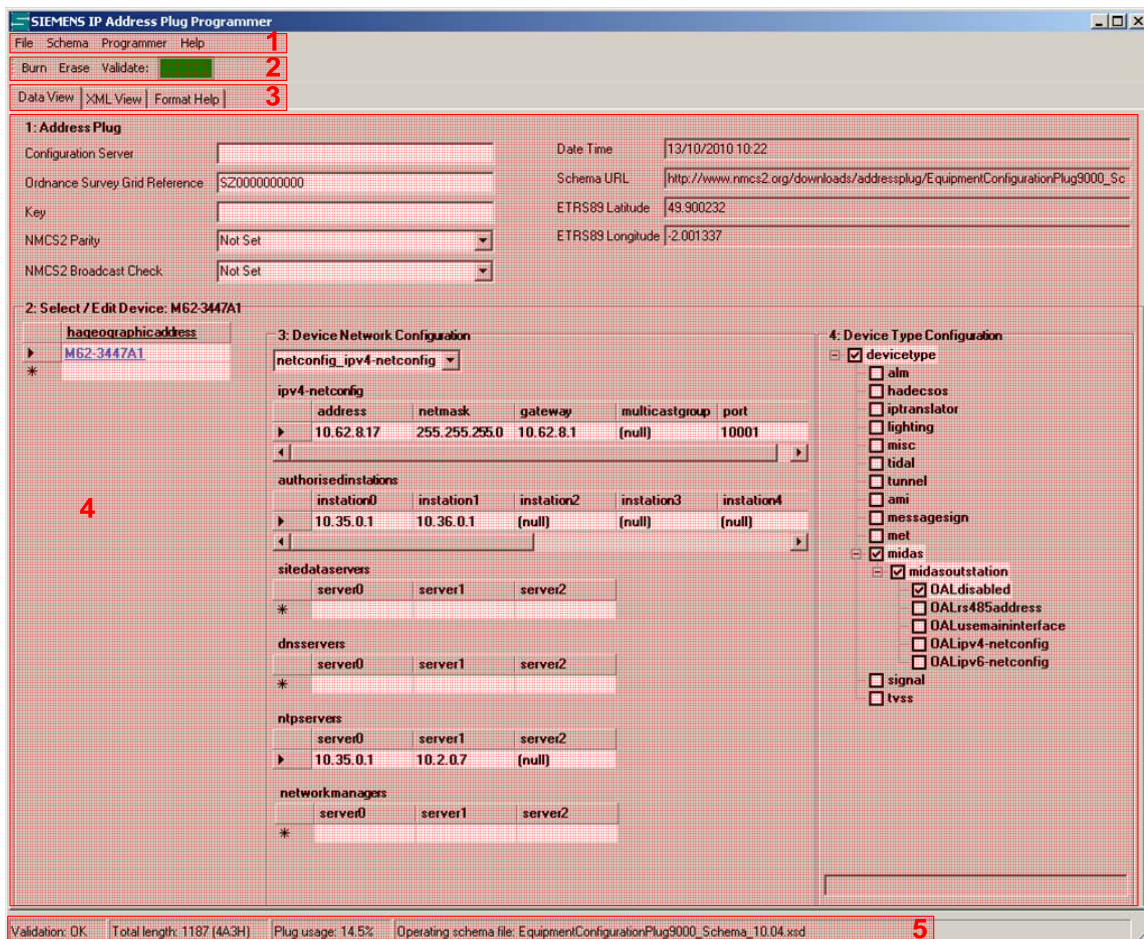 SIEMENS IP Address Plug Programmer
File Schema Programmer Help 1
Burn Erase Validate: 2
Data View XML View Format Help 3
1: Address Plug
Configuration Server
Ordnance Survey Grid Reference SZ0000000000
Key
NMCS2 Parity Not Set
NMCS2 Broadcast Check Not Set
Date Time 13/10/2010 10:22
Schema URL http://www.nmcs2.org/downloads/addressplug/EquipmentConfigurationPlug9000_Sc
ETRS89 Latitude 49.900232
ETRS89 Longitude -2.001337
2: Select / Edit Device: M62-3447A1
hageographicaddress
M62-3447A1
*
4
3: Device Network Configuration
netconfig_ipv4-netconfig
ipv4-netconfig
address netmask gateway multicastgroup port
10.62.8.17 255.255.255.0 10.62.8.1 (null) 10001
authorisedinstations
instation0 instation1 instation2 instation3 instation4
10.35.0.1 10.36.0.1 (null) (null) (null)
sitedataservers
server0 server1 server2
*
dnsservers
server0 server1 server2
*
ntpservers
server0 server1 server2
10.35.0.1 10.2.0.7 (null)
networkmanagers
server0 server1 server2
*
4: Device Type Configuration
devicetype
alm
hadecsos
iptranslator
lighting
misc
tidal
tunnel
ami
messagesign
met
midas
midasoutstation
OALdisabled
OALrs485address
OALusemaininterface
OALipv4-netconfig
OALipv6-netconfig
signal
tvss
Validation: OK Total length: 1187 (4A3H) Plug usage: 14.5% Operating schema file: EquipmentConfigurationPlug9000_Schema_10.04.xsd 5